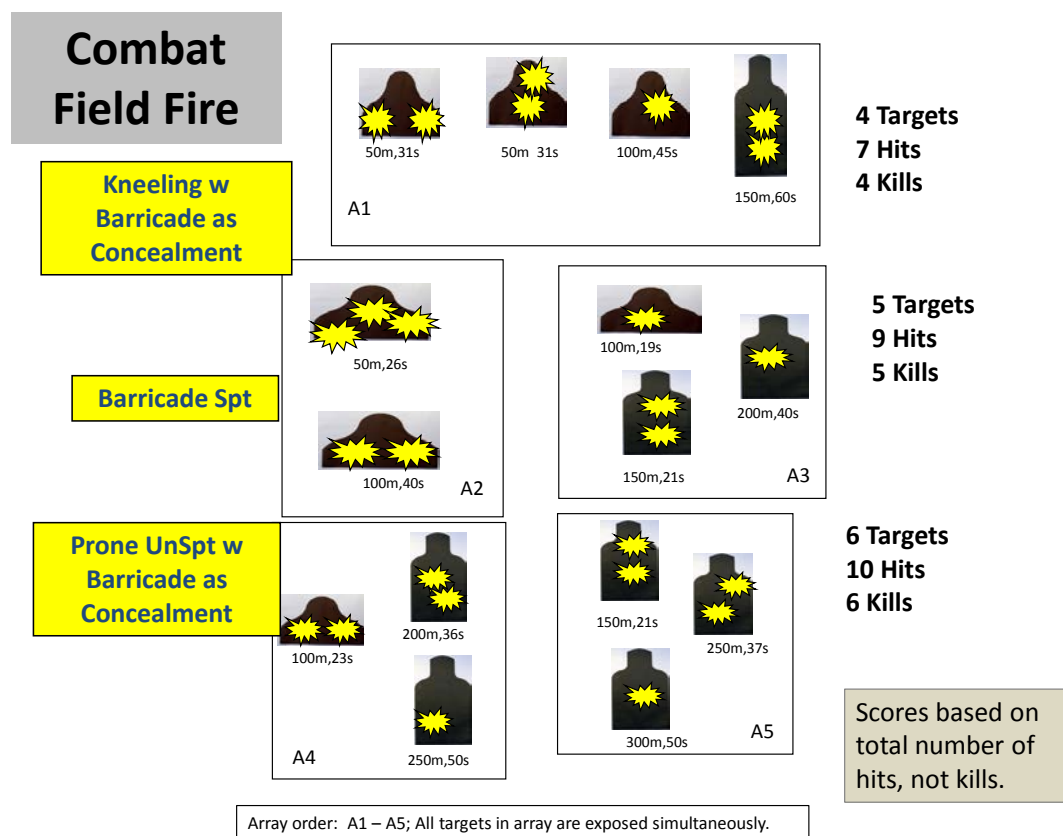 Combat
Field Fire
50m,31s
50m 31s
100m,45s
150m,60s
A1
4 Targets
7 Hits
4 Kills
Kneeling w
Barricade as
Concealment
50m,26s
100m,40s
A2
100m,19s
200m,40s
150m,21s
A3
5 Targets
9 Hits
5 Kills
Barricade Spt
Prone UnSpt w
Barricade as
Concealment
100m,23s
200m,36s
250m,50s
A4
150m,21s
250m,37s
300m,50s
A5
6 Targets
10 Hits
6 Kills
Scores based on
total number of
hits, not kills.
Array order: A1 – A5; All targets in array are exposed simultaneously.